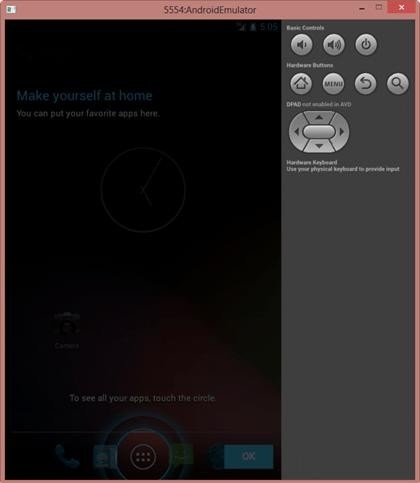 5554:AndroidEmulator
5:05
Make yourself at home
You can put your favorite apps here.
Camera
To see all your apps, touch the circle.
OK
Basic Controls
Hardware Buttons
MENU
DPAD not enabled in AVD
Hardware Keyboard
Use your physical keyboard to provide input